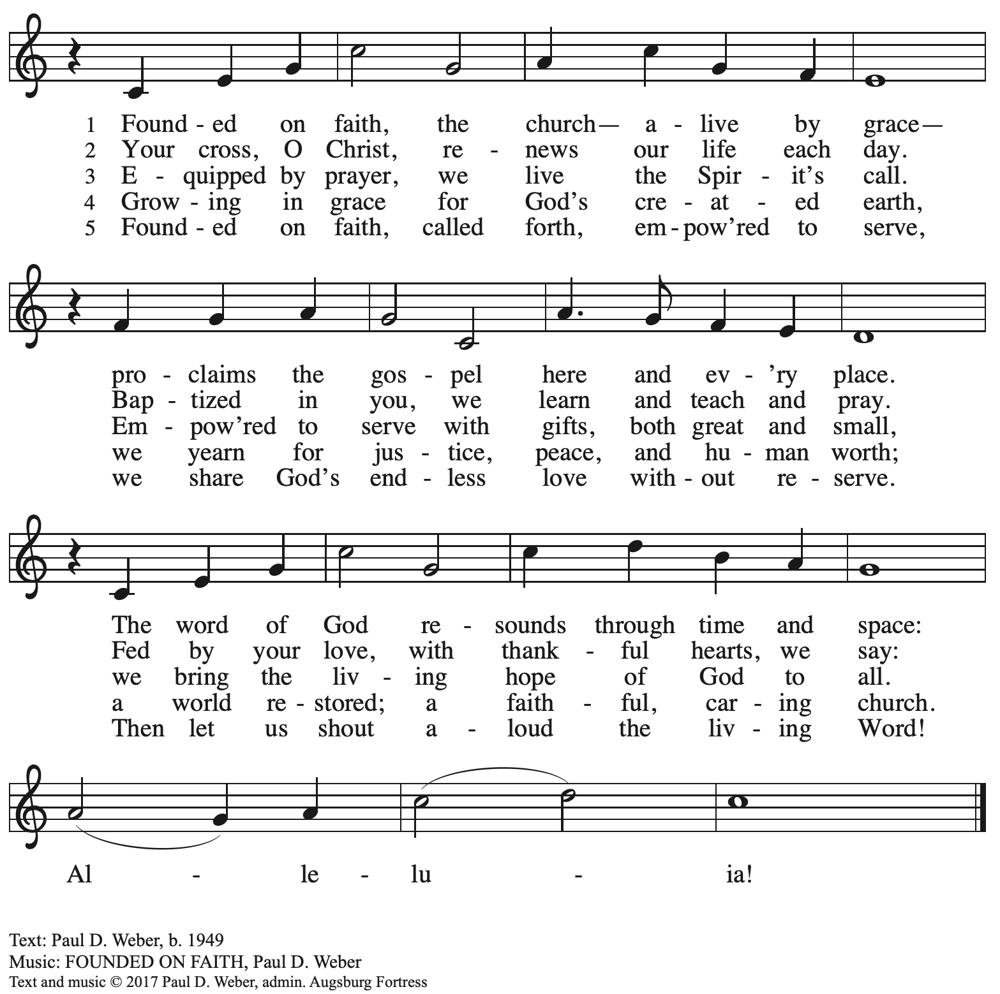 1 Found - ed on faith, the church— a - live by grace—
2 Your cross, O Christ, re - news our life each day.
3 E - quipped by prayer, we live the Spir - it’s call.
4 Grow - ing in grace for God’s cre - at - ed earth,
5 Found - ed on faith, called forth, em - pow’red to serve,
pro - claims the gos - pel here and ev - ’ry place.
Bap - tized in you, we learn and teach and pray.
Em - pow’red to serve with gifts, both great and small,
we yearn for jus - tice, peace, and hu - man worth;
we share God’s end - less love with - out re - serve.
The word of God re - sounds through time and space:
Fed by your love, with thank - ful hearts, we say:
we bring the liv - ing hope of God to all.
a world re - stored; a faith - ful, car - ing church.
Then let us shout a - loud the liv - ing Word!
Al - le - lu - ia!
Text: Paul D. Weber, b. 1949
Music: FOUNDED ON FAITH, Paul D. Weber
Text and music © 2017 Paul D. Weber, admin. Augsburg Fortress